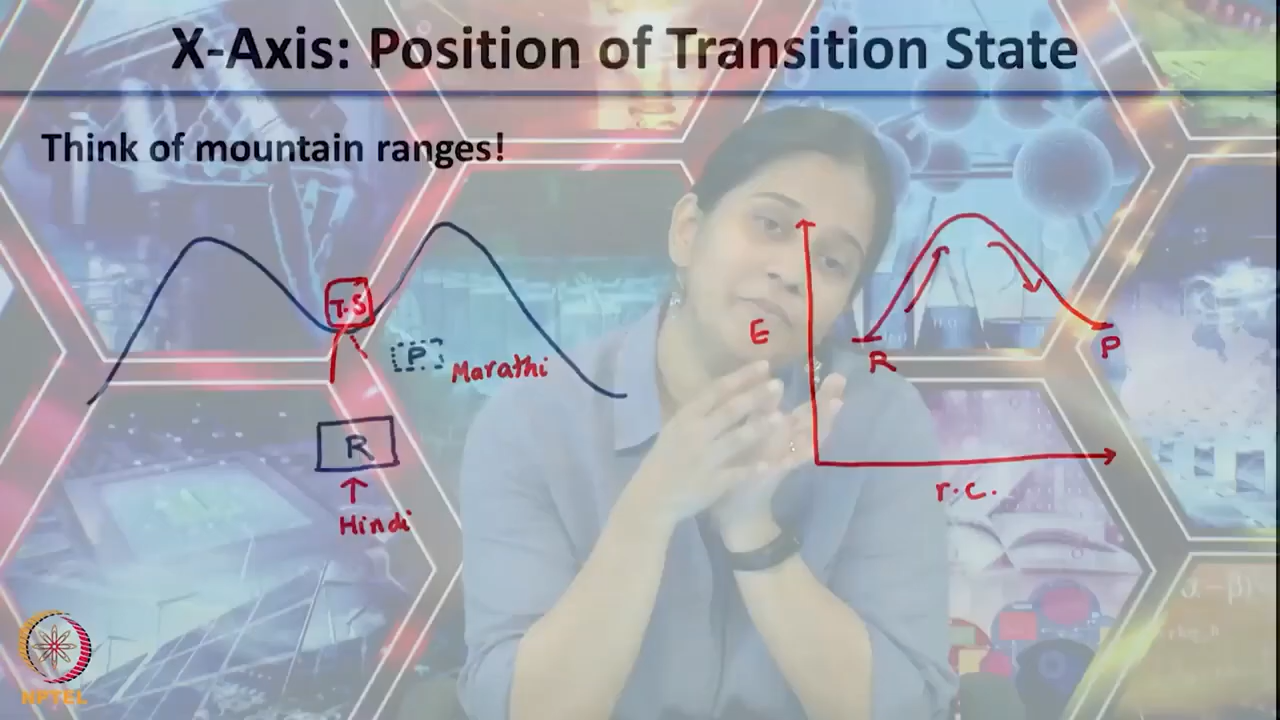 X-Axis: Position of Transition State
Think of mountain ranges!
T.S
P
Marathi
R
Hindi
E
R
P
r.c.
NPTEL